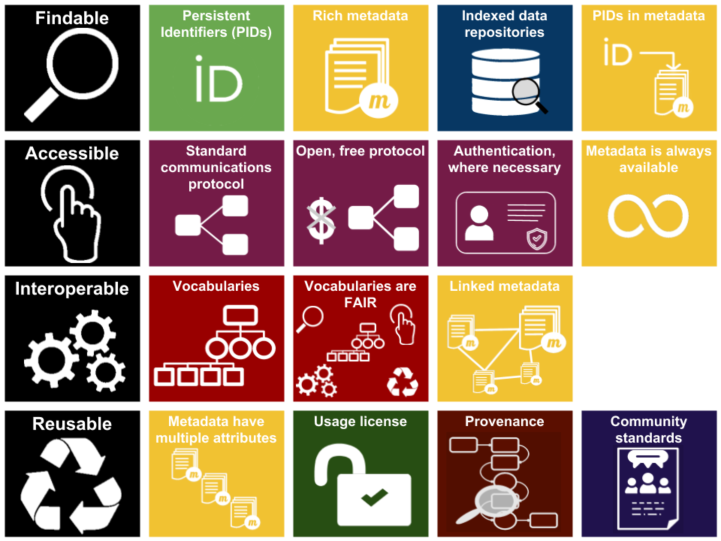 Findable
Persistent
Identifiers (PIDs)
iD
Rich metadata
m
Indexed data
repositories
PIDs in metadata
iD
m
Accessible
Standard
communications
protocol
Open, free protocol
$
Authentication,
where necessary
Metadata is always
available
Interoperable
Vocabularies
Vocabularies are
FAIR
Linked metadata
m
m
m
m
Reusable
Metadata have
multiple attributes
m
m
m
Usage license
Provenance
Community
standards